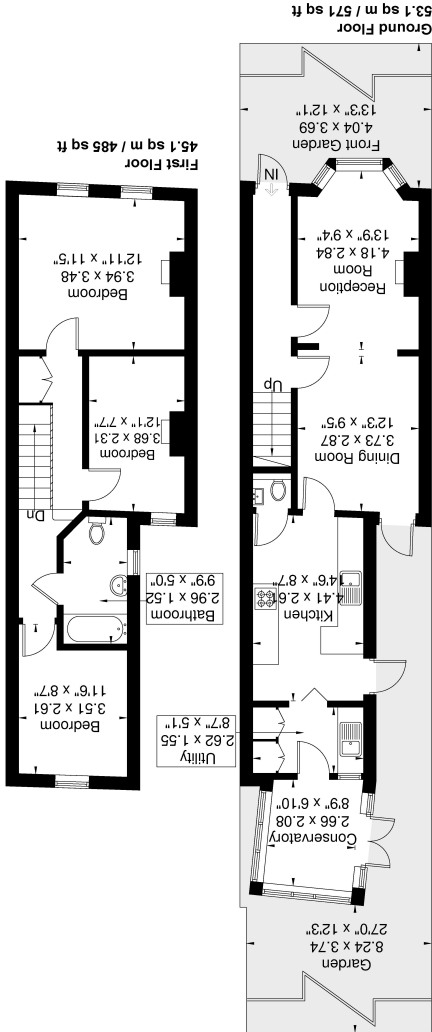 Garden
8.24 x 3.74
27'0" x 12'3"
Conservatory
2.66 x 2.08
8'9" x 6'10"
Utility
2.62 x 1.55
8'7" x 5'1"
Kitchen
4.41 x 2.61
14'6" x 8'7"
Dining Room
3.73 x 2.87
12'3" x 9'5"
Up
Reception
Room
4.18 x 2.84
13'9" x 9'4"
IN
Front Garden
4.04 x 3.69
13'3" x 12'1"
Ground Floor
53.1 sq m / 571 sq ft
Bedroom
3.51 x 2.61
11'6" x 8'7"
Bathroom
2.96 x 1.52
9'9" x 5'0"
Dn
Bedroom
3.68 x 2.31
12'1" x 7'7"
Bedroom
3.94 x 3.48
12'11" x 11'5"
First Floor
45.1 sq m / 485 sq ft